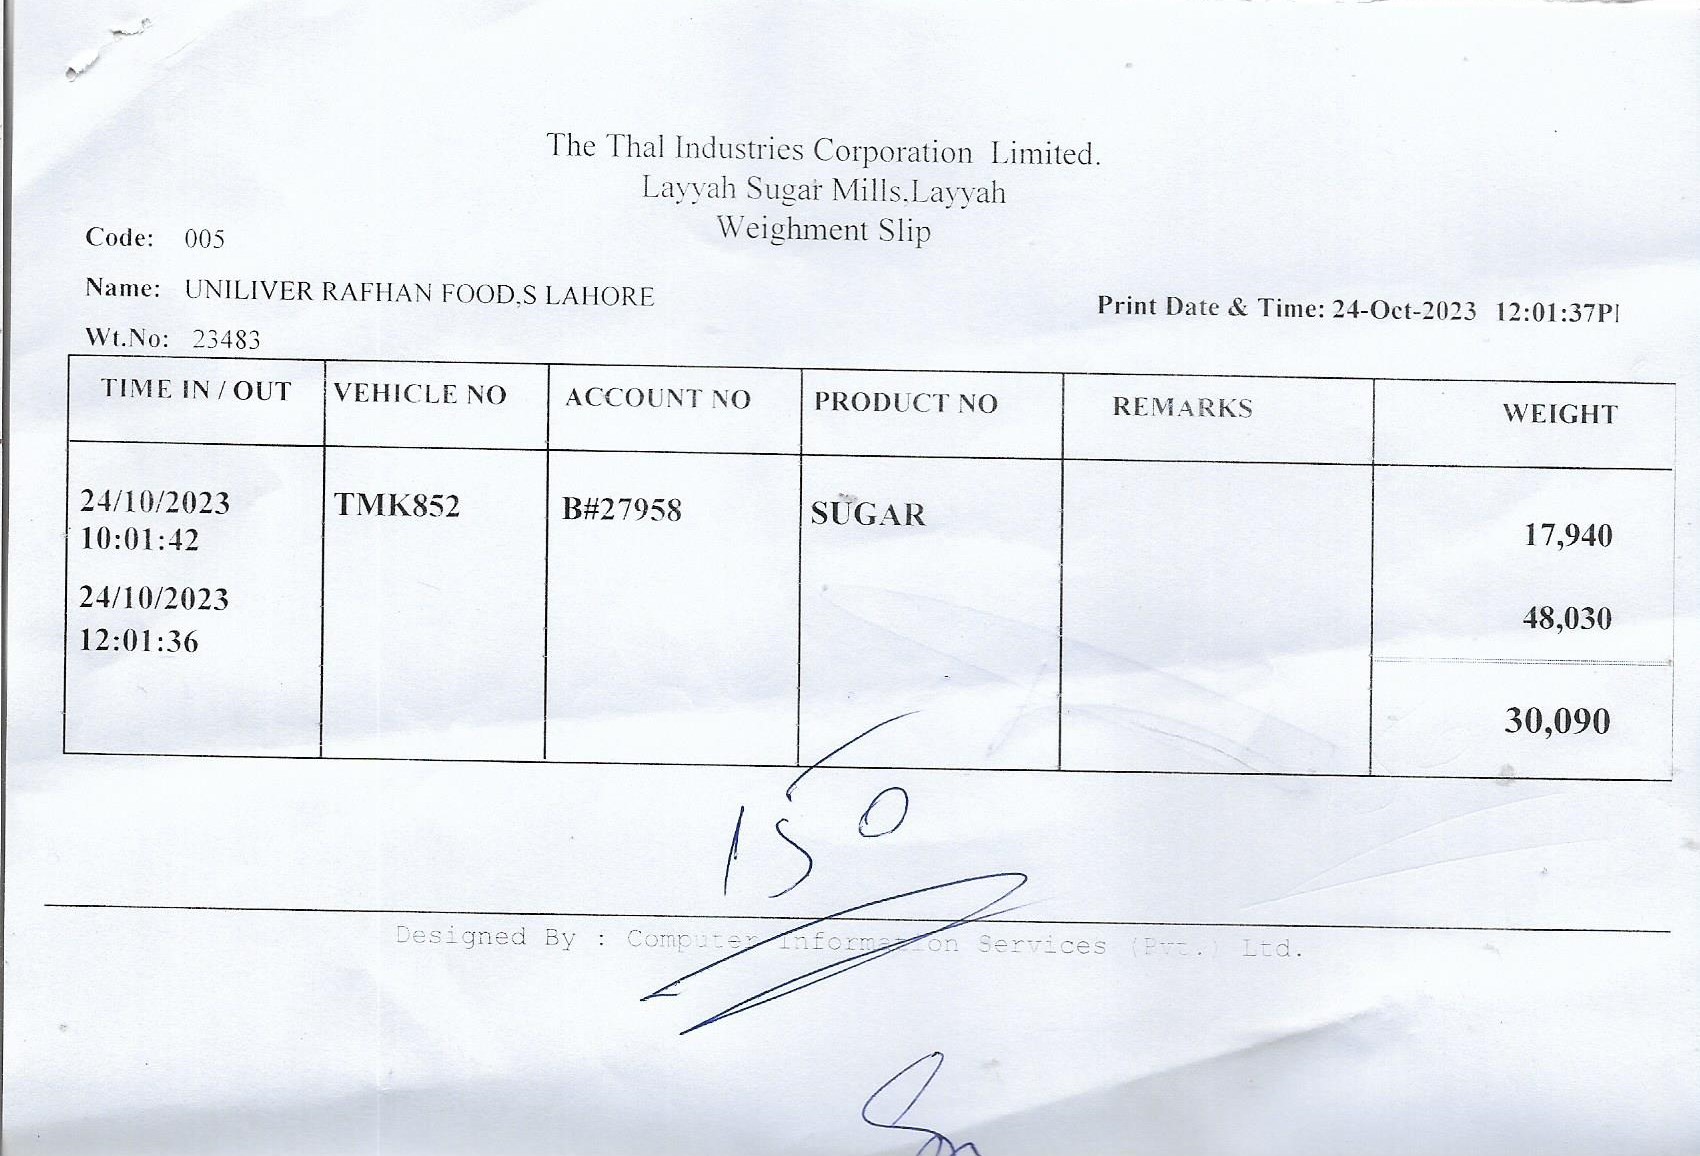 The Thal Industries Corporation Limited.
Layyah Sugar Mills.Layyah
Weighment Slip
Code: 005
Name: UNILIVER RAFHAN FOOD,S LAHORE
Print Date & Time: 24-Oct-2023 12:01:37P
Wt.No: 23483
TIME IN / OUT VEHICLE NO ACCOUNT NO PRODUCT NO REMARKS WEIGHT
24/10/2023 TMK852 B#27958 SUGAR 17,940
10:01:42
24/10/2023 48,030
12:01:36
30,090
150
Designed By : Computer Information Services (Pvt.) Ltd.